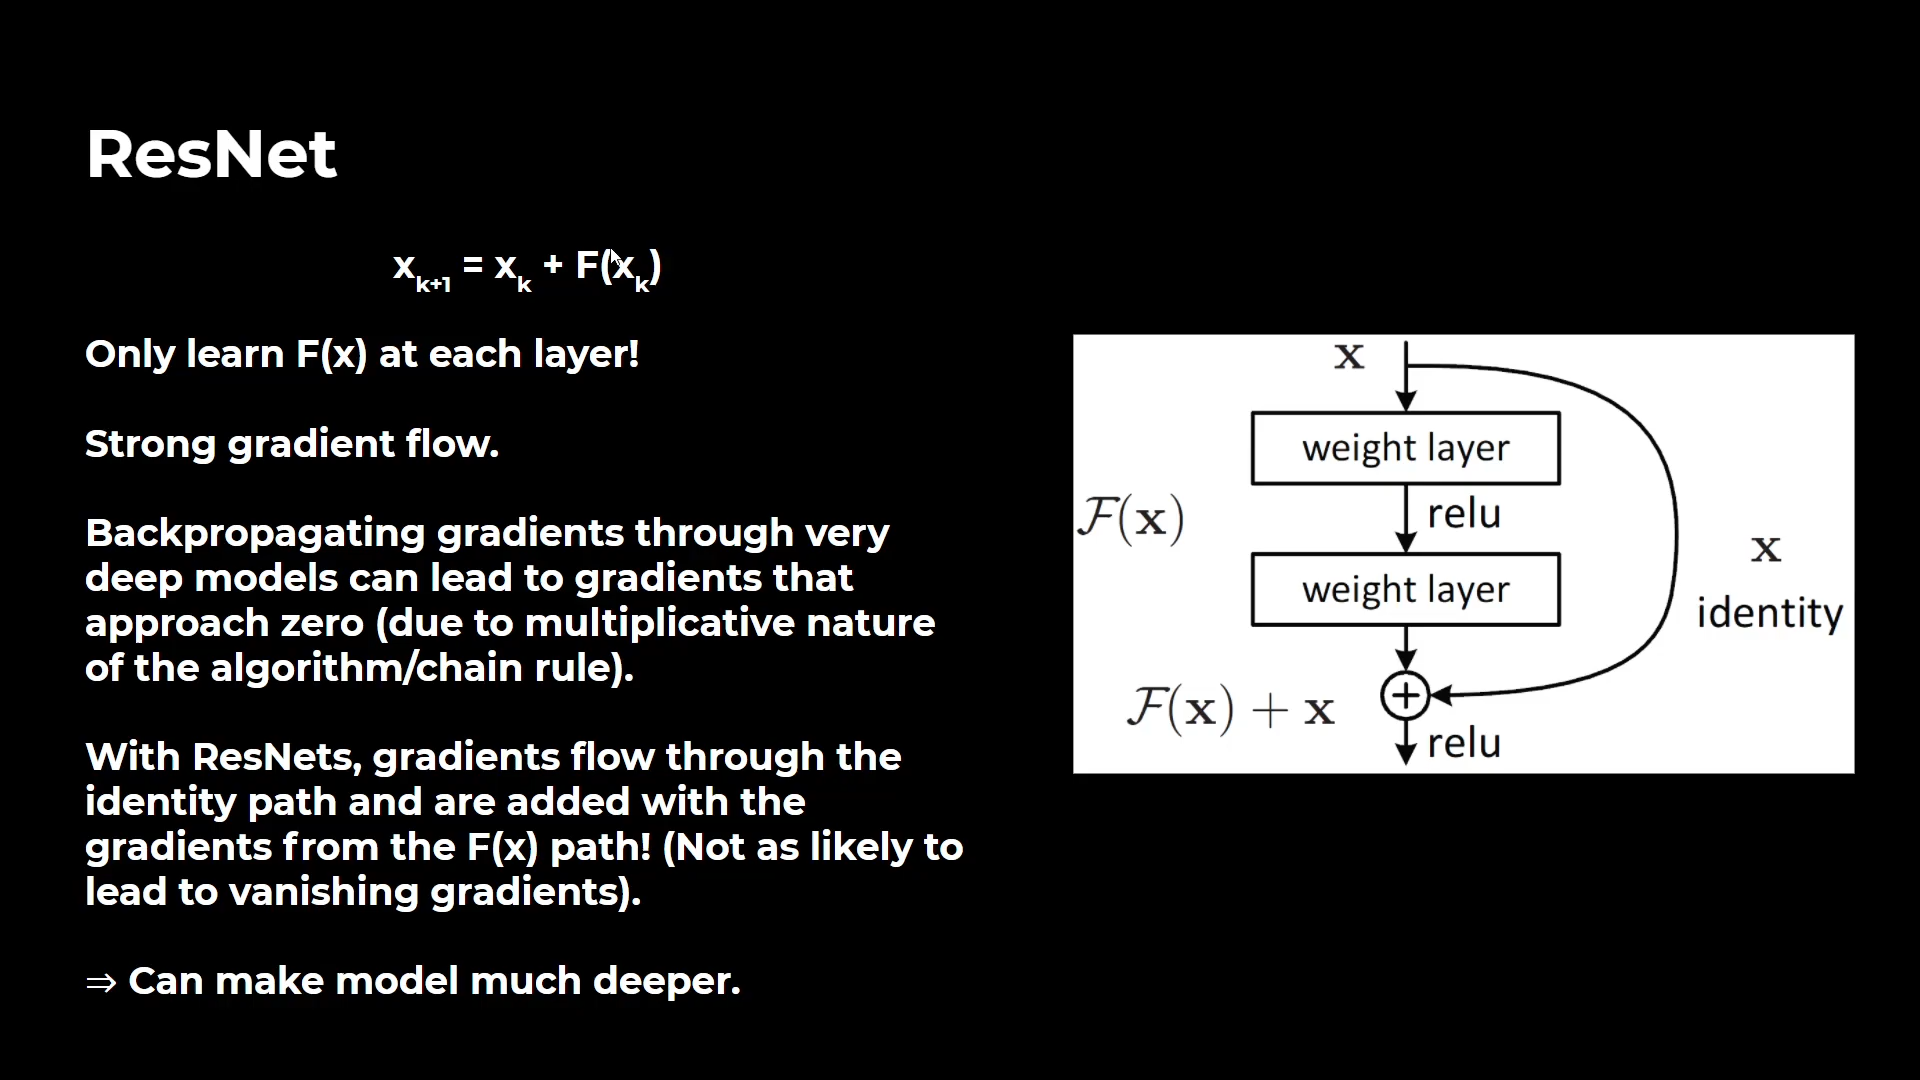 ResNet
x_{k+1} = x_k + F(x_k)
Only learn F(x) at each layer!
Strong gradient flow.
Backpropagating gradients through very
deep models can lead to gradients that
approach zero (due to multiplicative nature
of the algorithm/chain rule).
With ResNets, gradients flow through the
identity path and are added with the
gradients from the F(x) path! (Not as likely to
lead to vanishing gradients).
⇒ Can make model much deeper.
x
weight layer
F(x)
relu
x
identity
weight layer
F(x) + x
+
relu